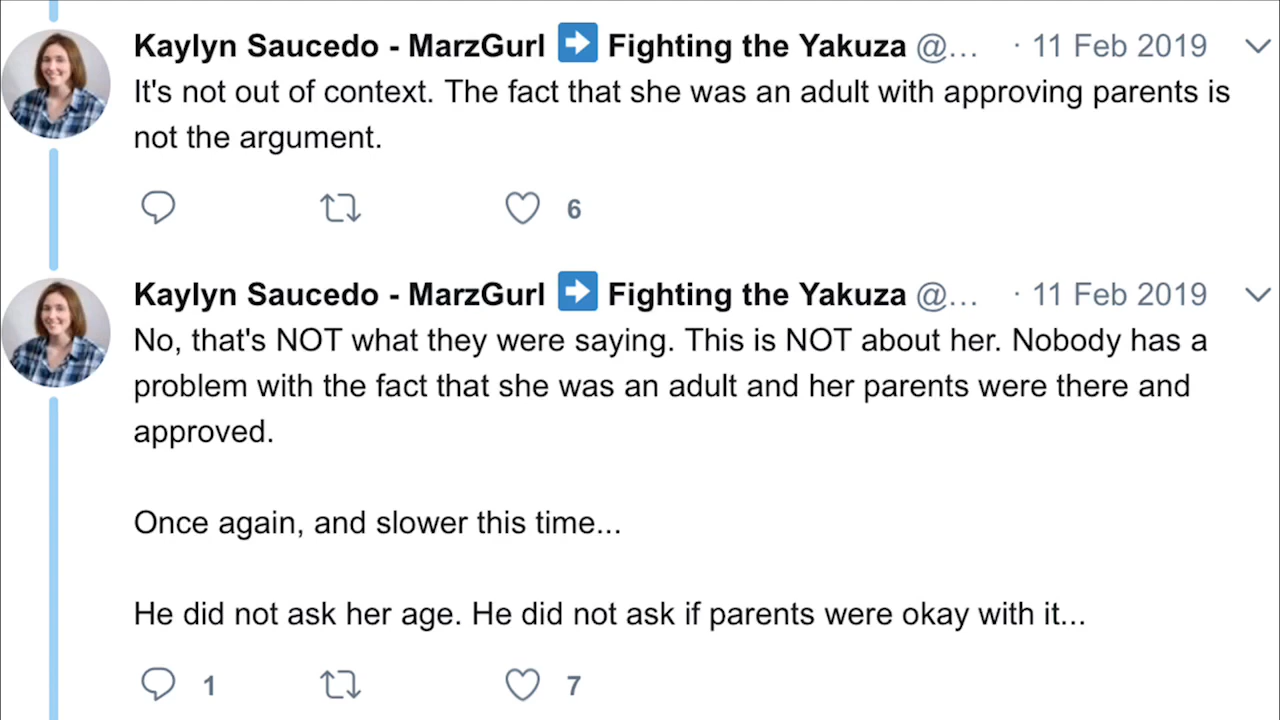 Kaylyn Saucedo - MarzGurl ➡ Fighting the Yakuza @... · 11 Feb 2019
It's not out of context. The fact that she was an adult with approving parents is
not the argument.
6
Kaylyn Saucedo - MarzGurl ➡ Fighting the Yakuza @... · 11 Feb 2019
No, that's NOT what they were saying. This is NOT about her. Nobody has a
problem with the fact that she was an adult and her parents were there and
approved.
Once again, and slower this time...
He did not ask her age. He did not ask if parents were okay with it...
1 7